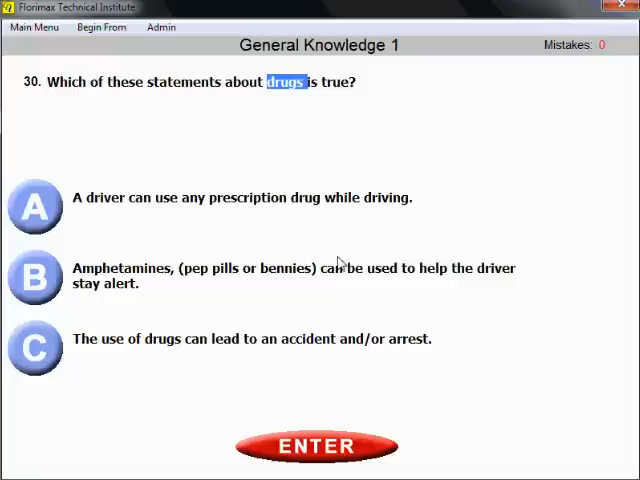 Florimax Technical Institute
Main Menu Begin From Admin
General Knowledge 1 Mistakes: 0
30. Which of these statements about drugs is true?
A A driver can use any prescription drug while driving.
B Amphetamines, (pep pills or bennies) can be used to help the driver
stay alert.
C The use of drugs can lead to an accident and/or arrest.
ENTER